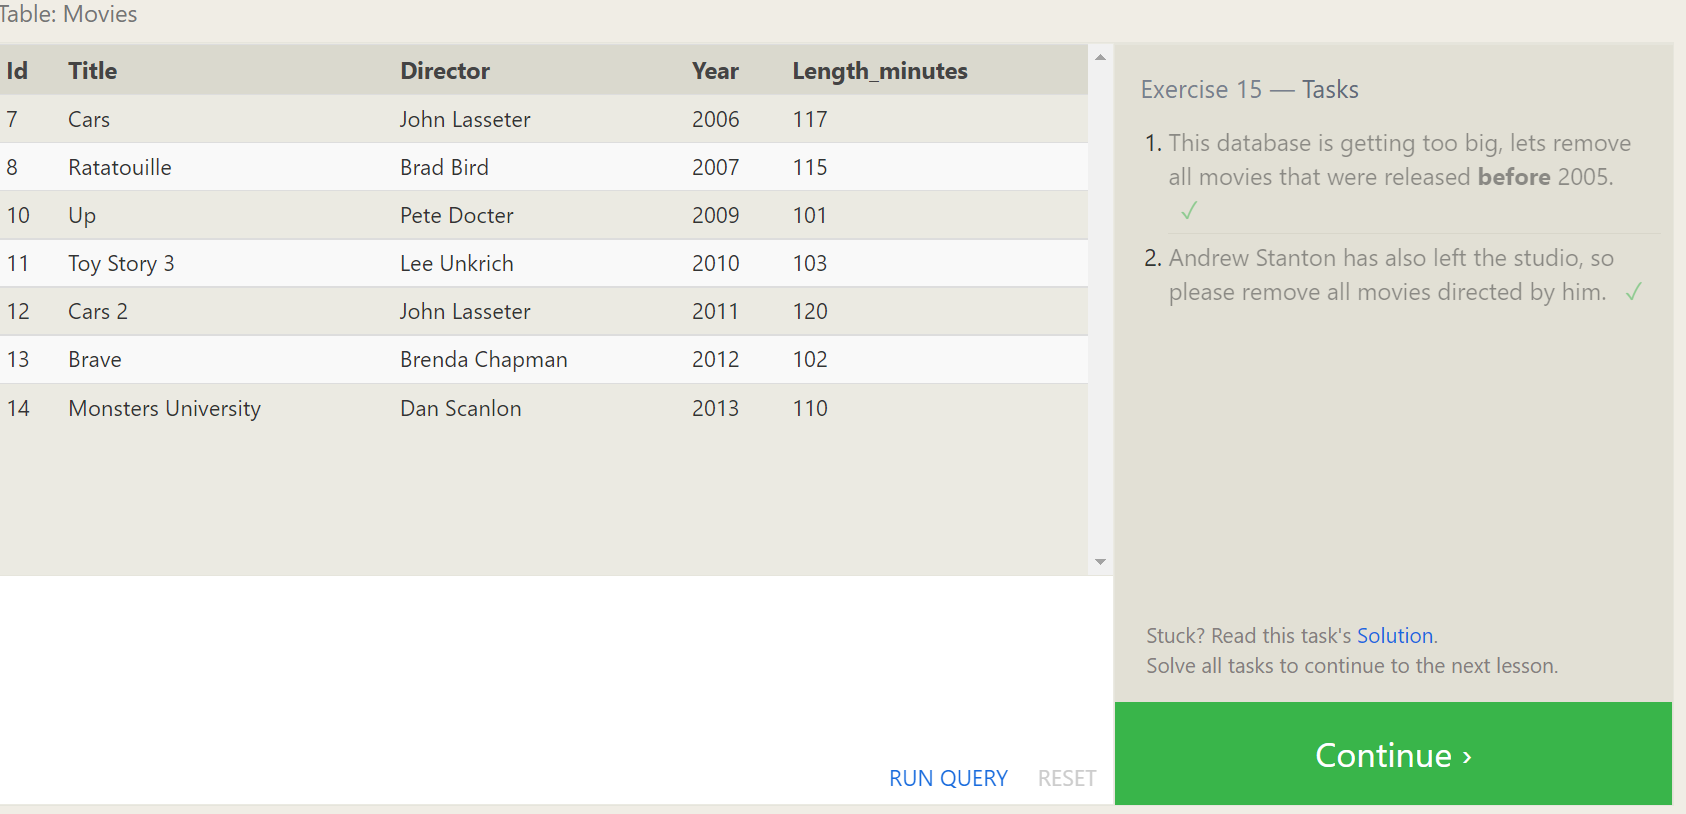 Table: Movies
Id Title Director Year Length_minutes
7 Cars John Lasseter 2006 117
8 Ratatouille Brad Bird 2007 115
10 Up Pete Docter 2009 101
11 Toy Story 3 Lee Unkrich 2010 103
12 Cars 2 John Lasseter 2011 120
13 Brave Brenda Chapman 2012 102
14 Monsters University Dan Scanlon 2013 110
RUN QUERY RESET
Exercise 15 — Tasks
1. This database is getting too big, lets remove
all movies that were released before 2005.
✓
2. Andrew Stanton has also left the studio, so
please remove all movies directed by him. ✓
Stuck? Read this task's Solution.
Solve all tasks to continue to the next lesson.
Continue ›